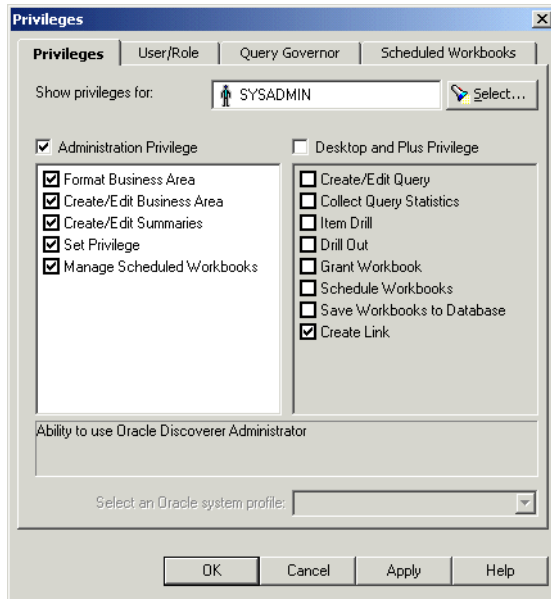 Privileges
Privileges
User/Role
Query Governor
Scheduled Workbooks
Show privileges for:
SYSADMIN
Select...
Administration Privilege
Format Business Area
Create/Edit Business Area
Create/Edit Summaries
Set Privilege
Manage Scheduled Workbooks
Desktop and Plus Privilege
Create/Edit Query
Collect Query Statistics
Item Drill
Drill Out
Grant Workbook
Schedule Workbooks
Save Workbooks to Database
Create Link
Ability to use Oracle Discoverer Administrator
Select an Oracle system profile:
OK
Cancel
Apply
Help